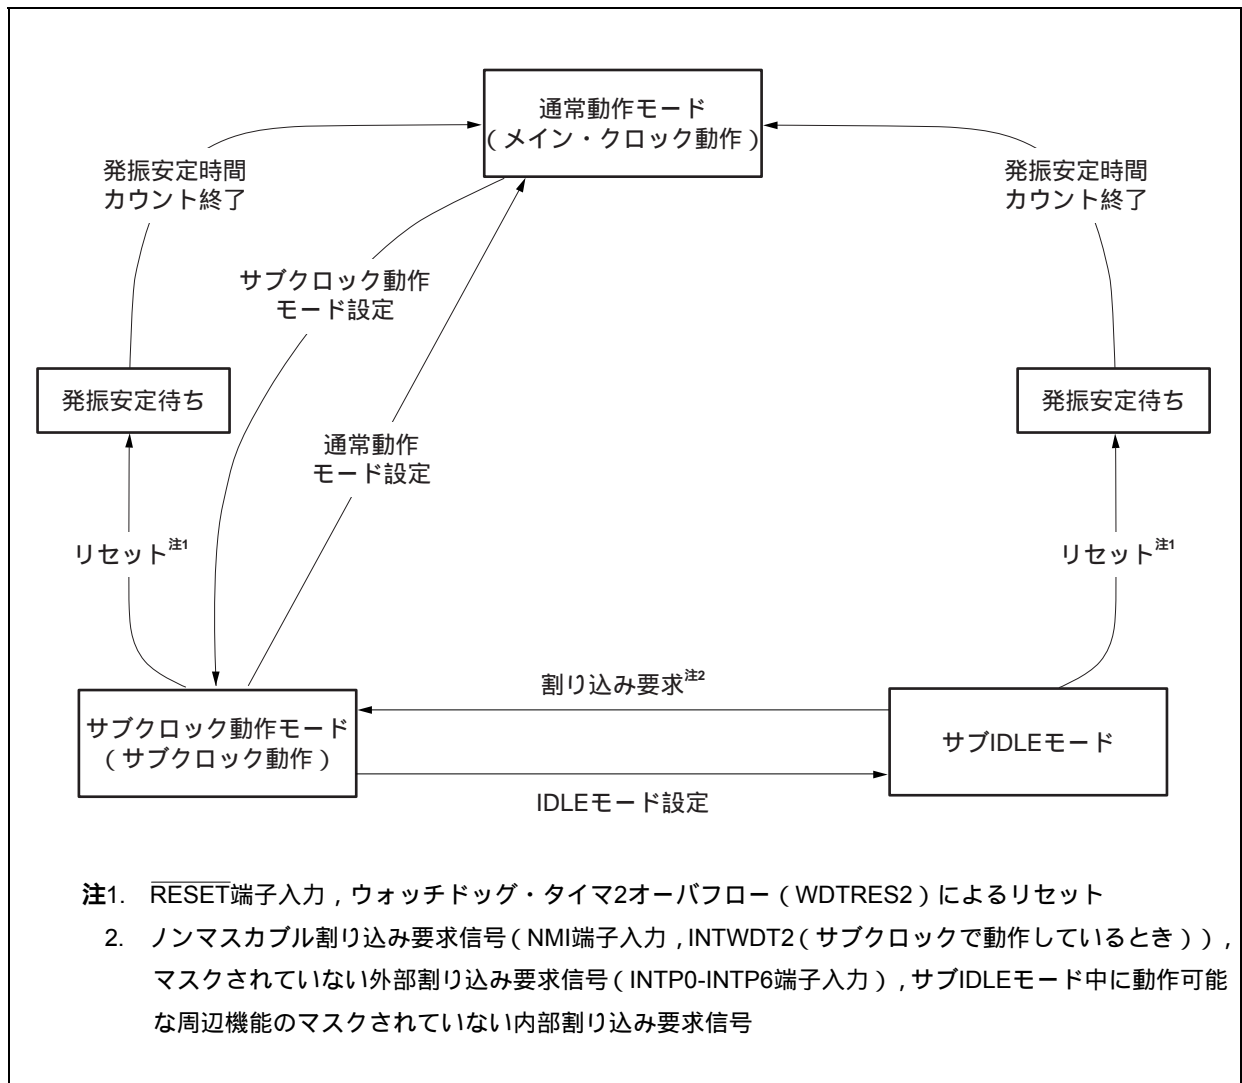 通常動作モード
（メイン・クロック動作）
発振安定時間
カウント終了
発振安定時間
カウント終了
サブクロック動作
モード設定
発振安定待ち
発振安定待ち
通常動作
モード設定
リセット注1
リセット注1
割り込み要求注2
サブクロック動作モード
（サブクロック動作）
サブIDLEモード
IDLEモード設定
注1. RESET端子入力，ウォッチドッグ・タイマ2オーバフロー（WDTRES2）によるリセット
2. ノンマスカブル割り込み要求信号（NMI端子入力，INTWDT2（サブクロックで動作しているとき）），
マスクされていない外部割り込み要求信号（INTP0-INTP6端子入力），サブIDLEモード中に動作可能
な周辺機能のマスクされていない内部割り込み要求信号